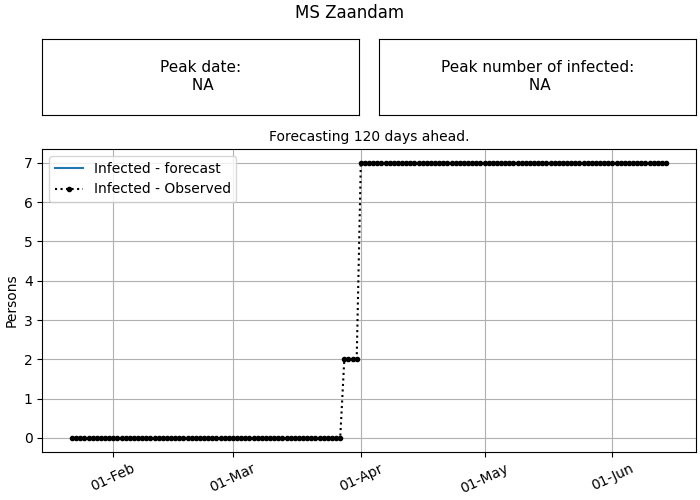 MS Zaandam
Peak date:
NA
Peak number of infected:
NA
Forecasting 120 days ahead.
Infected - forecast
Infected - Observed
Persons
7
6
5
4
3
2
1
0
01-Feb
01-Mar
01-Apr
01-May
01-Jun